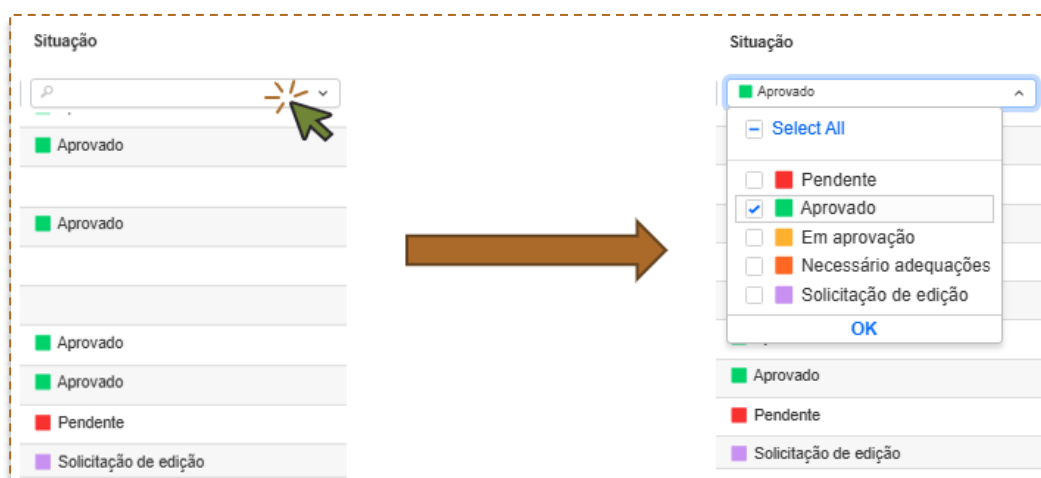 Situação
Aprovado
Aprovado
Aprovado
Aprovado
Pendente
Solicitação de edição
Situação
Aprovado
Select All
Pendente
Aprovado
Em aprovação
Necessário adequações
Solicitação de edição
OK
Aprovado
Pendente
Solicitação de edição